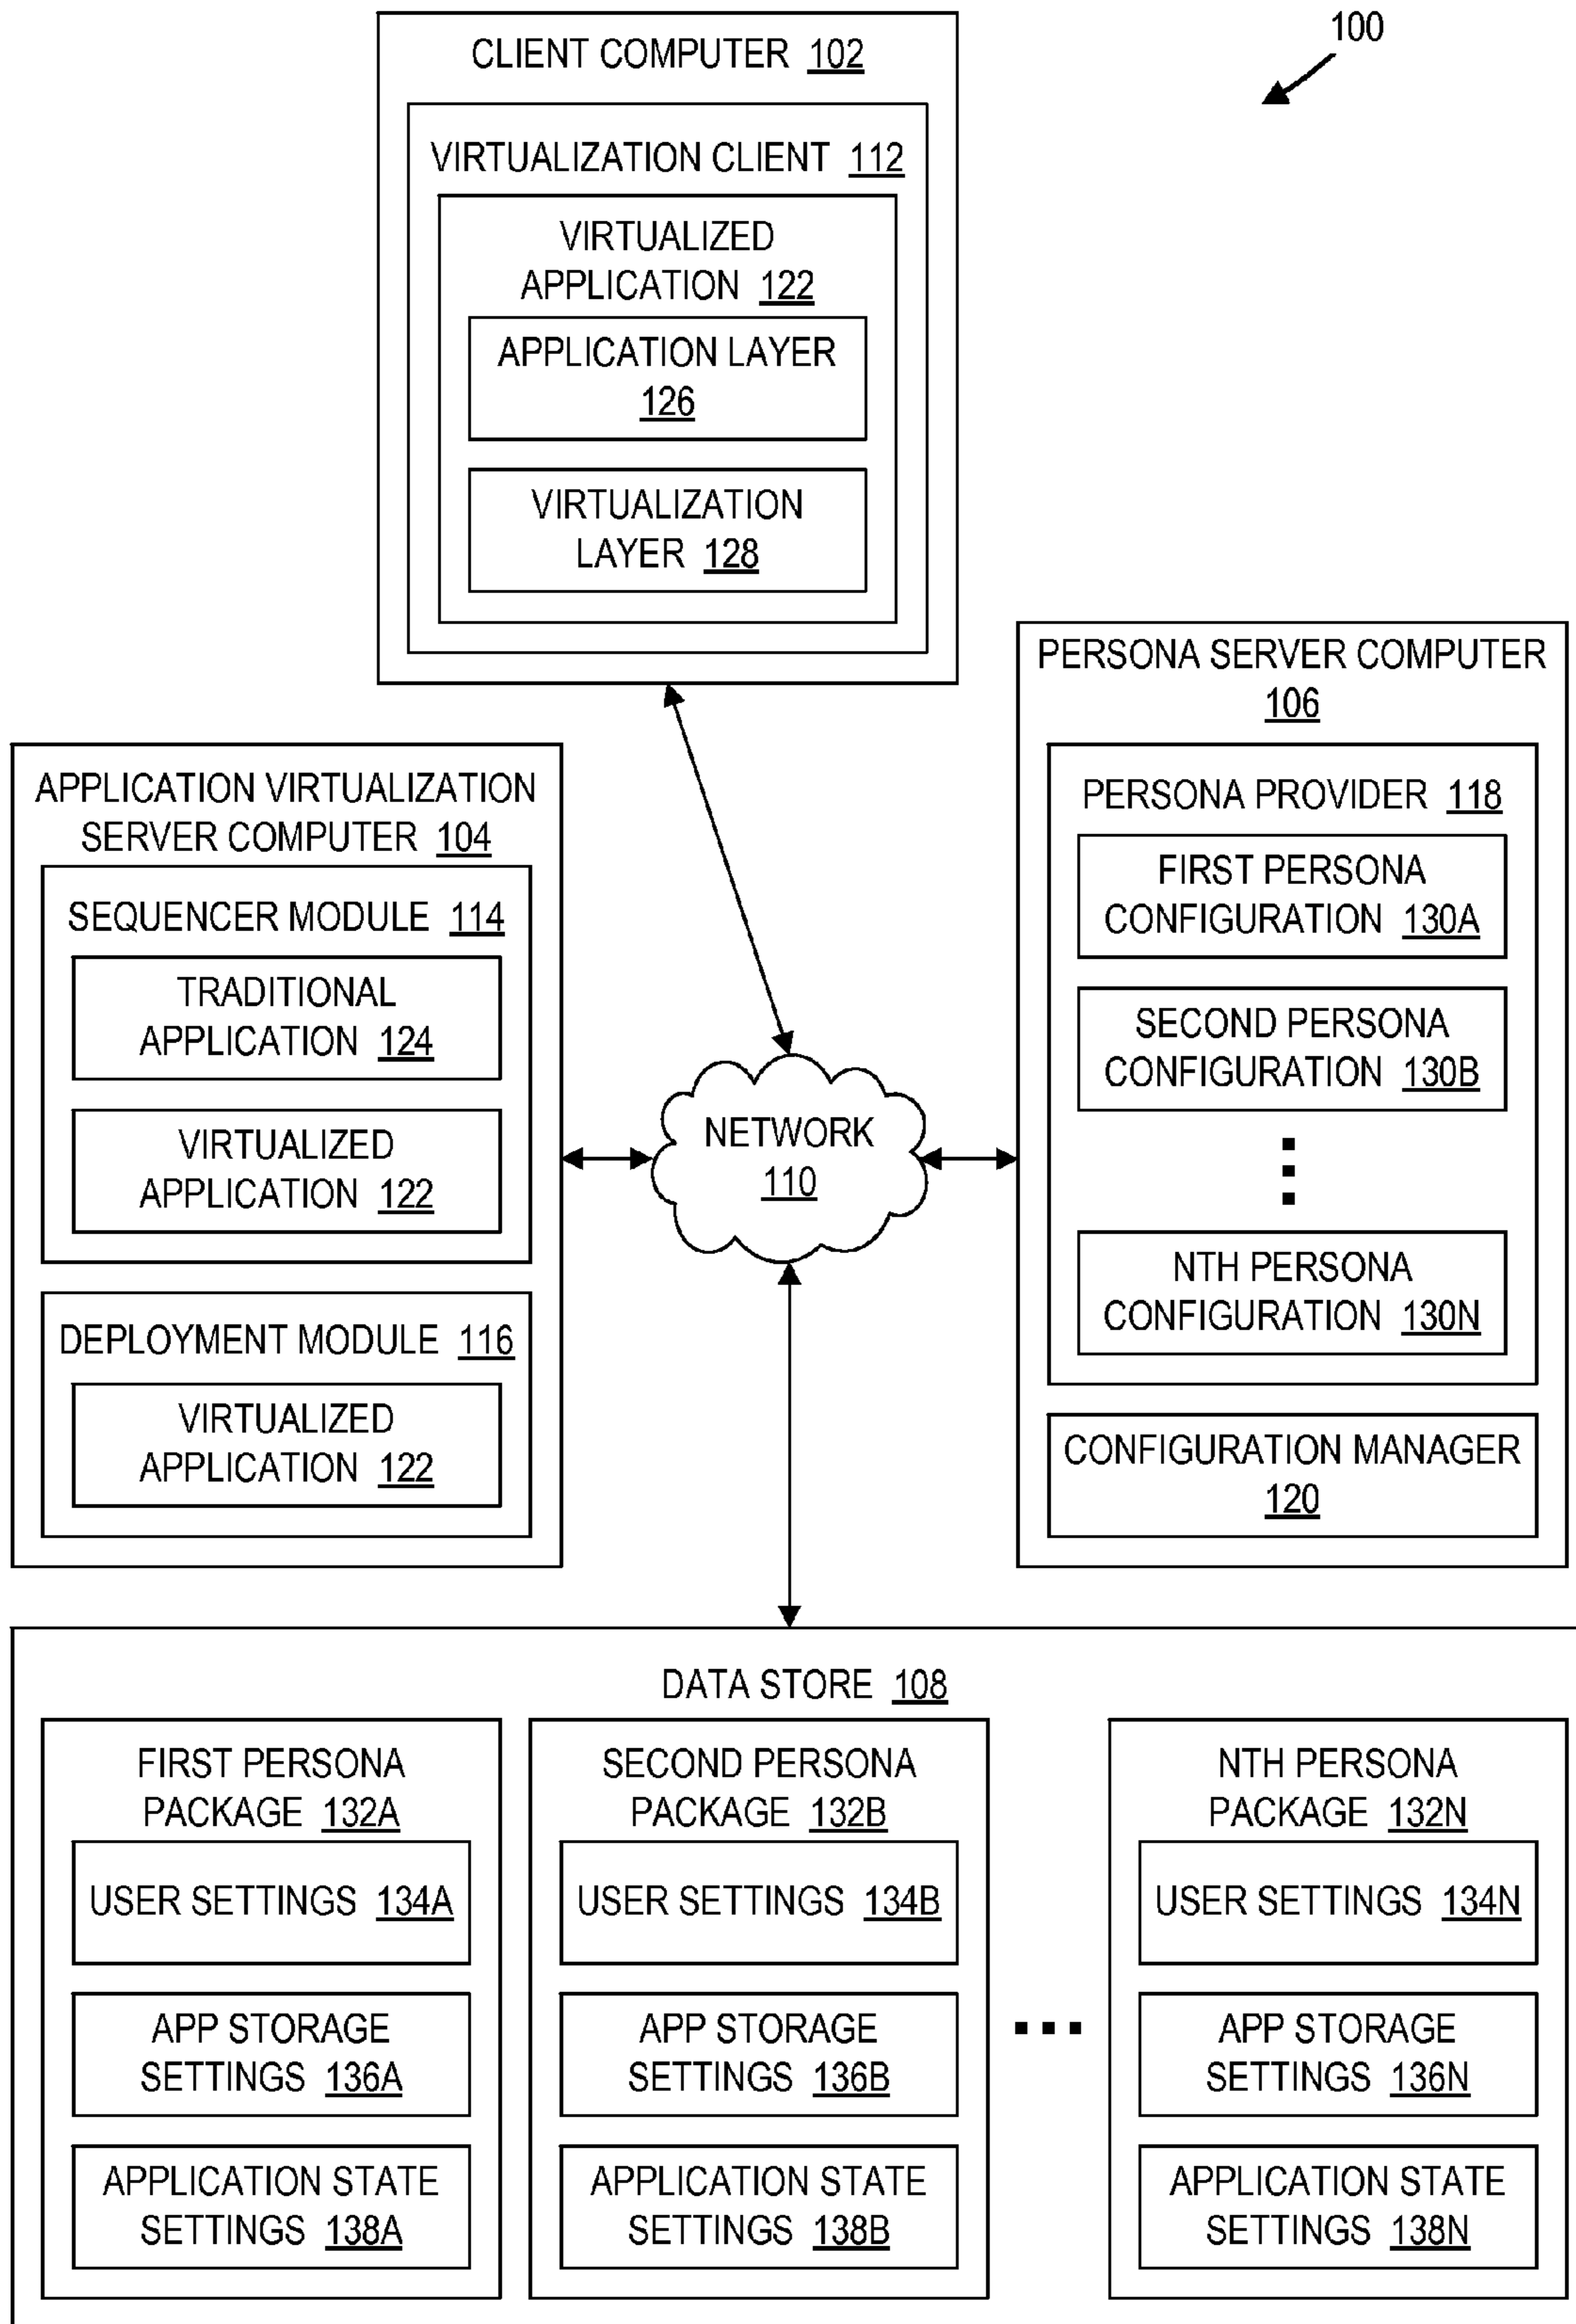 100
CLIENT COMPUTER 102
VIRTUALIZATION CLIENT 112
VIRTUALIZED
APPLICATION 122
APPLICATION LAYER
126
VIRTUALIZATION
LAYER 128
APPLICATION VIRTUALIZATION
SERVER COMPUTER 104
SEQUENCER MODULE 114
TRADITIONAL
APPLICATION 124
VIRTUALIZED
APPLICATION 122
DEPLOYMENT MODULE 116
VIRTUALIZED
APPLICATION 122
NETWORK
110
PERSONA SERVER COMPUTER
106
PERSONA PROVIDER 118
FIRST PERSONA
CONFIGURATION 130A
SECOND PERSONA
CONFIGURATION 130B
NTH PERSONA
CONFIGURATION 130N
CONFIGURATION MANAGER
120
DATA STORE 108
FIRST PERSONA
PACKAGE 132A
USER SETTINGS 134A
APP STORAGE
SETTINGS 136A
APPLICATION STATE
SETTINGS 138A
SECOND PERSONA
PACKAGE 132B
USER SETTINGS 134B
APP STORAGE
SETTINGS 136B
APPLICATION STATE
SETTINGS 138B
NTH PERSONA
PACKAGE 132N
USER SETTINGS 134N
APP STORAGE
SETTINGS 136N
APPLICATION STATE
SETTINGS 138N